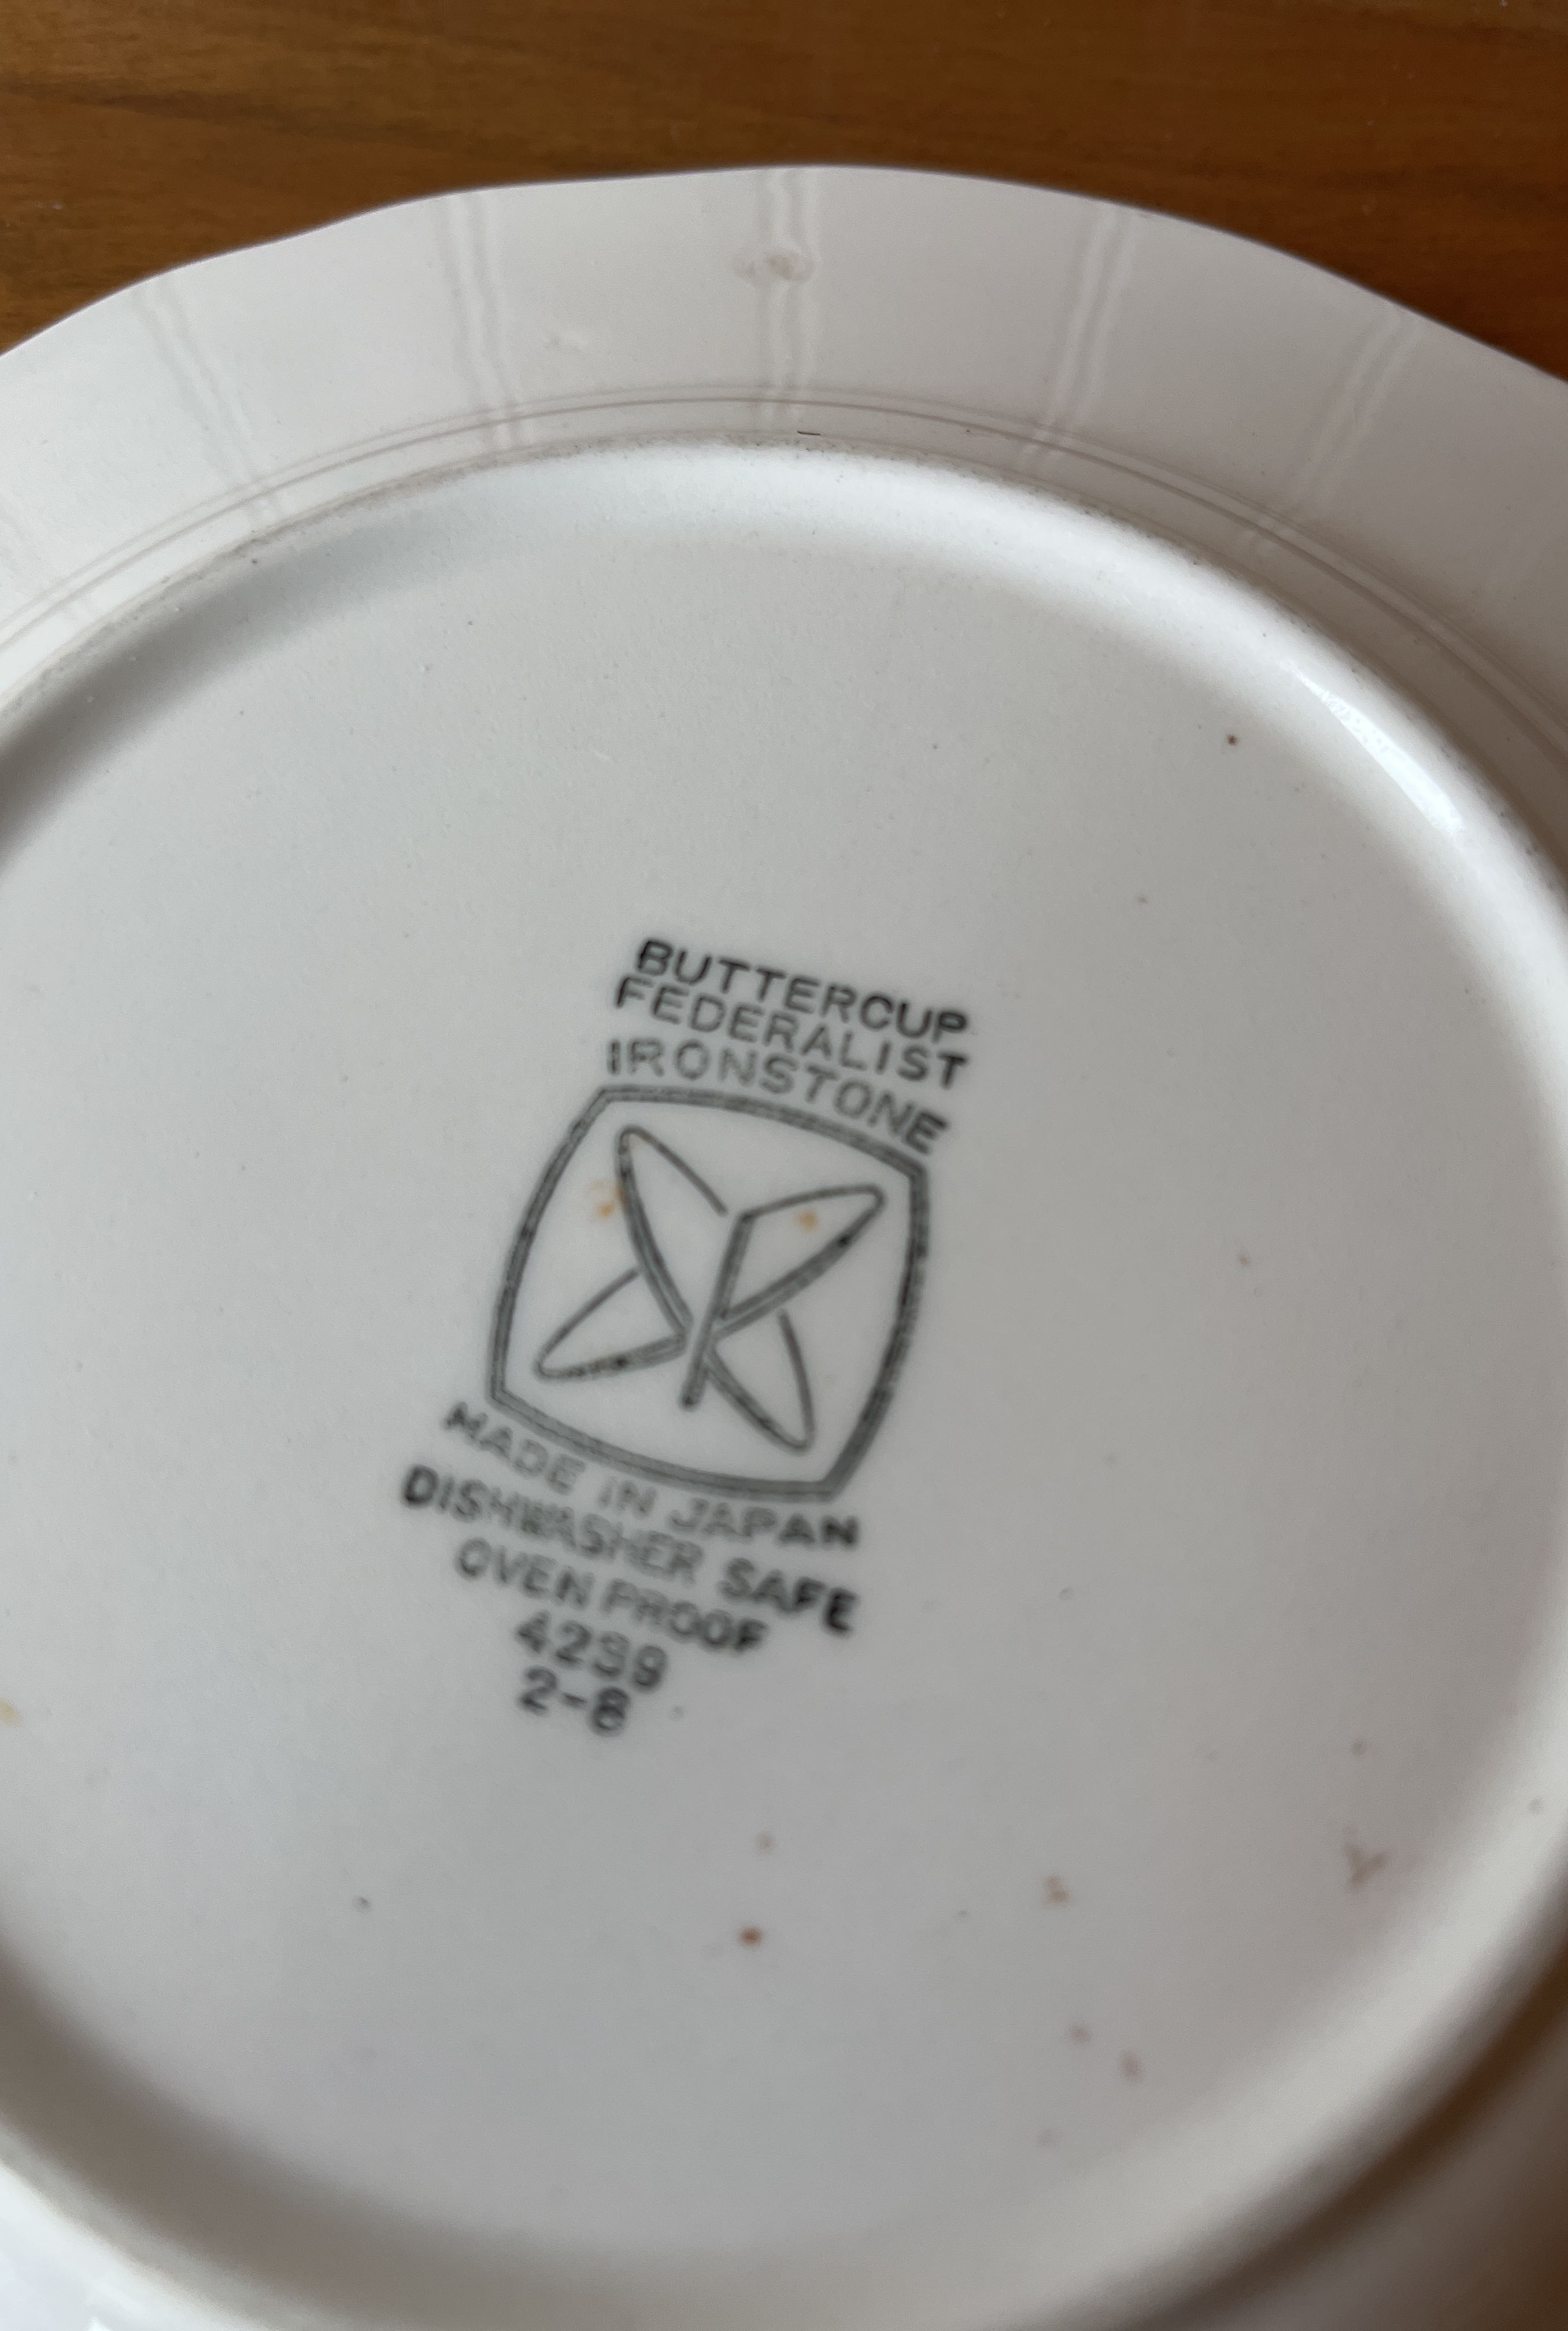 BUTTERCUP
FEDERALIST
IRONSTONE
MADE IN JAPAN
DISHWASHER SAFE
OVEN PROOF
4239
2-8